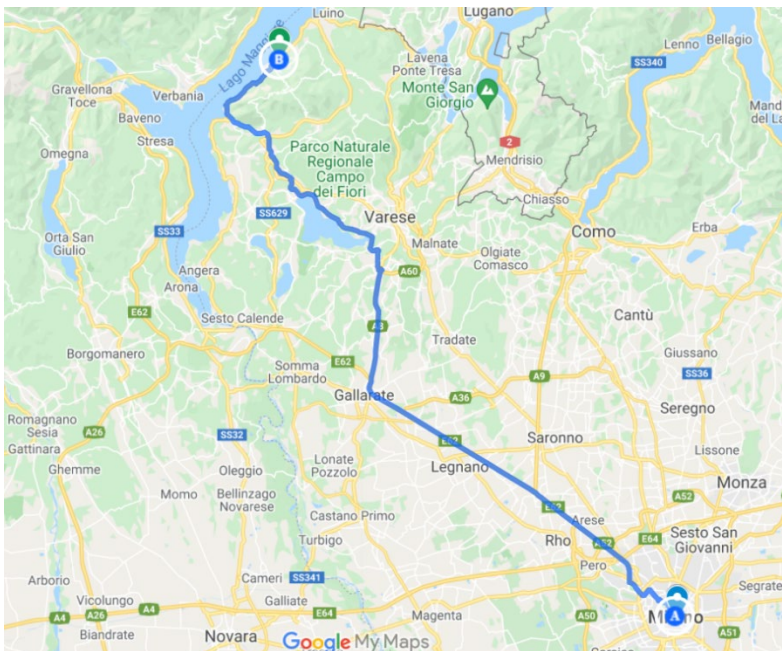 Luino
Lugano
Lago Maggiore
B
Lavena
Ponte Tresa
Lenno
Bellagio
SS340
Gravellona
Toce
Verbania
Monte San
Giorgio
Baveno
Stresa
2
Omegna
Parco Naturale
Regionale
Campo
dei Fiori
Mendrisio
Chiasso
SS629
Varese
Como
Erba
SS33
Orta San
Giulio
Malnate
Olgiate
Comasco
Angera
Arona
A60
Cantù
E62
Sesto Calende
A8
Tradate
Giussano
Borgomanero
E62
Somma
Lombardo
A9
SS36
Gallarate
A36
Seregno
Romagnano
Sesia
Gattinara
A26
SS32
Saronno
Lissone
Ghemme
Oleggio
Lonate
Pozzolo
Legnano
Monza
Momo
Bellinzago
Novarese
A52
Castano Primo
Arese
Sesto San
Giovanni
Turbigo
Rho
E64
Pero
Arborio
Cameri
SS341
Segrate
A4
Vicolungo
A4
Galliate
E64
A26
Biandrate
Magenta
A50
A
Novara
A51
Google My Maps